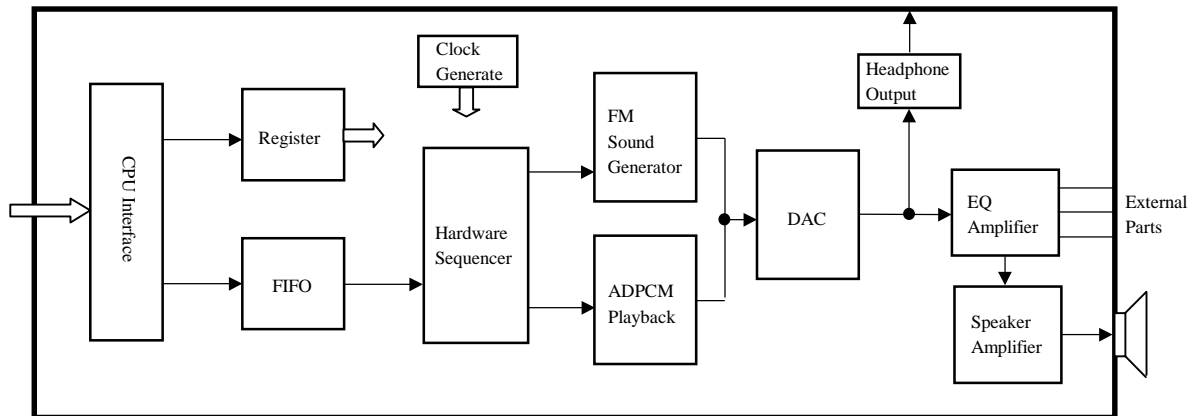 CPU Interface
Register
FIFO
Clock
Generate
Hardware
Sequencer
FM
Sound
Generator
ADPCM
Playback
DAC
Headphone
Output
EQ
Amplifier
External
Parts
Speaker
Amplifier